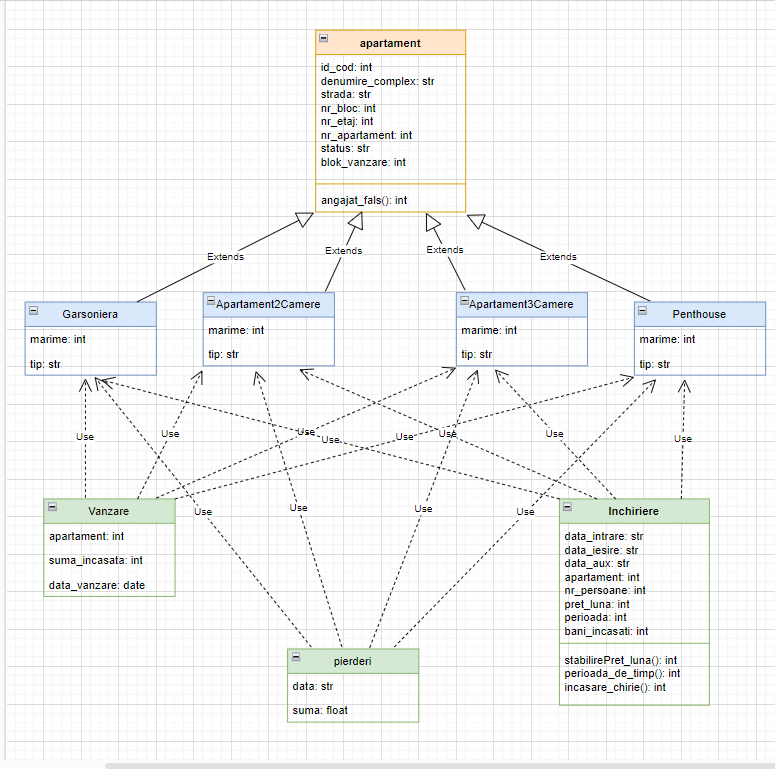 apartament
id_cod: int
denumire_complex: str
strada: str
nr_bloc: int
nr_etaj: int
nr_apartament: int
status: str
blok_vanzare: int
angajat_fals(): int
Extends
Extends
Extends
Extends
Garsoniera
marime: int
tip: str
Apartament2Camere
marime: int
tip: str
Apartament3Camere
marime: int
tip: str
Penthouse
marime: int
tip: str
Use
Use
Use
Use
Use
Use
Use
Use
Use
Use
Use
Use
Vanzare
apartament: int
suma_incasata: int
data_vanzare: date
Inchiriere
data_intrare: str
data_iesire: str
data_aux: str
apartament: int
nr_persoane: int
pret_luna: int
perioada: int
bani_incasati: int
stabilirePret_luna(): int
perioada_de_timp(): int
incasare_chirie(): int
pierderi
data: str
suma: float